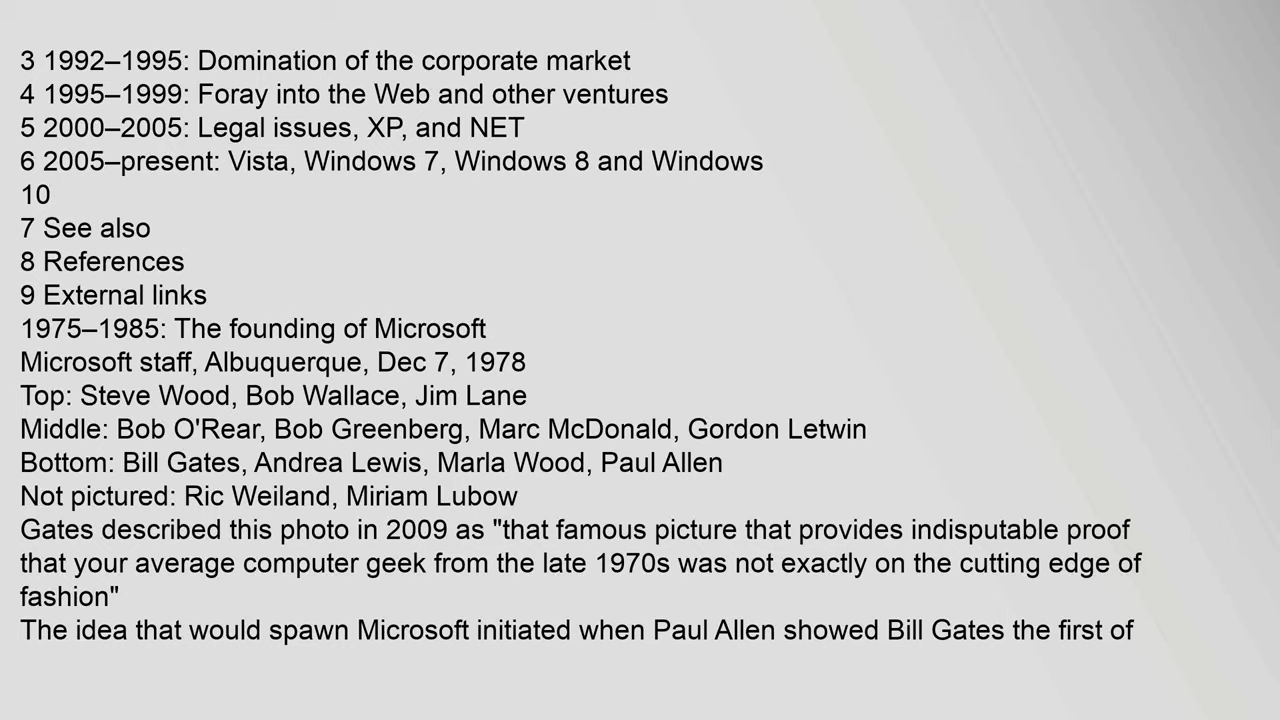 3 1992–1995: Domination of the corporate market
4 1995–1999: Foray into the Web and other ventures
5 2000–2005: Legal issues, XP, and NET
6 2005–present: Vista, Windows 7, Windows 8 and Windows
10
7 See also
8 References
9 External links
1975–1985: The founding of Microsoft
Microsoft staff, Albuquerque, Dec 7, 1978
Top: Steve Wood, Bob Wallace, Jim Lane
Middle: Bob O'Rear, Bob Greenberg, Marc McDonald, Gordon Letwin
Bottom: Bill Gates, Andrea Lewis, Marla Wood, Paul Allen
Not pictured: Ric Weiland, Miriam Lubow
Gates described this photo in 2009 as "that famous picture that provides indisputable proof
that your average computer geek from the late 1970s was not exactly on the cutting edge of
fashion"
The idea that would spawn Microsoft initiated when Paul Allen showed Bill Gates the first of